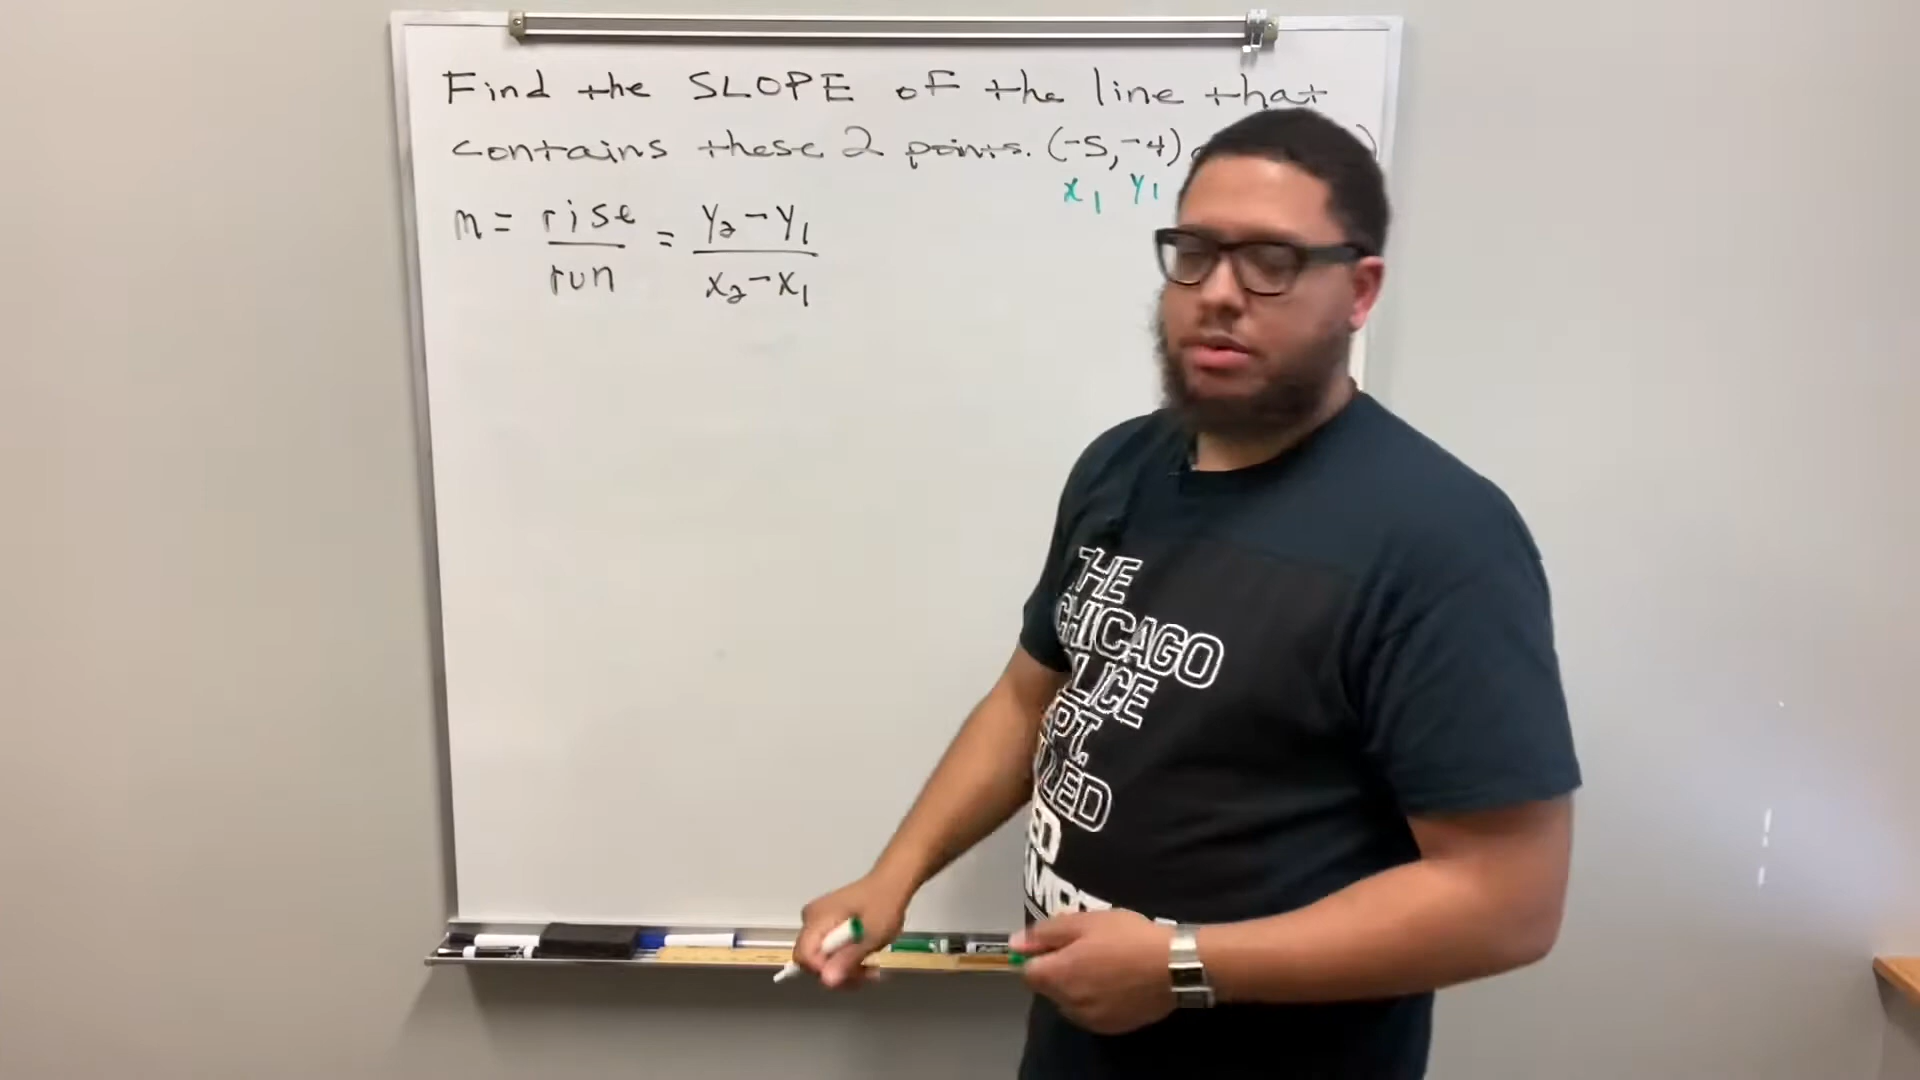 Find the SLOPE of the line that
contains these 2 points. (-5,-4)
x1 y1
m = rise = y2-y1
run x2-x1
THE
CHICAGO